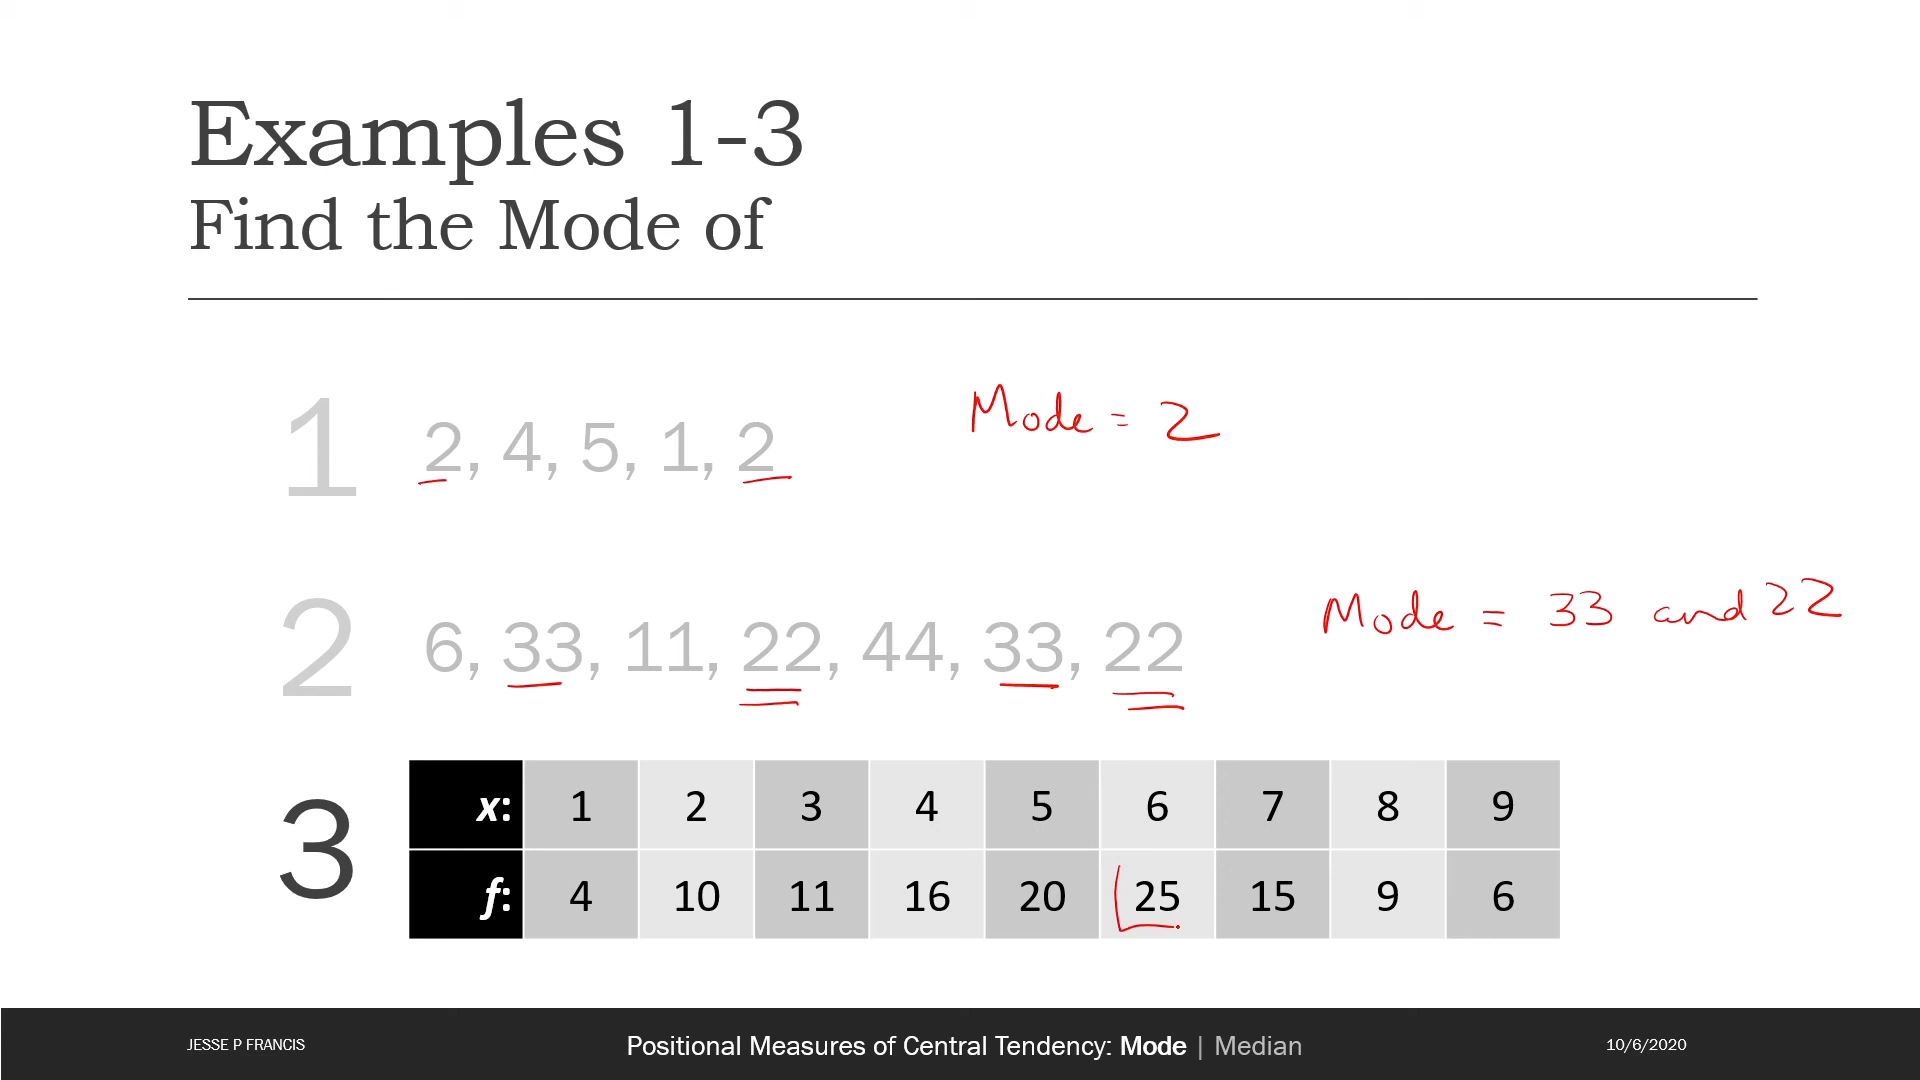 Examples 1-3
Find the Mode of
1
2, 4, 5, 1, 2
Mode = 2
2
6, 33, 11, 22, 44, 33, 22
Mode = 33 and 22
3
x: 1 2 3 4 5 6 7 8 9
f: 4 10 11 16 20 25 15 9 6
JESSE P FRANCIS
Positional Measures of Central Tendency: Mode | Median
10/6/2020